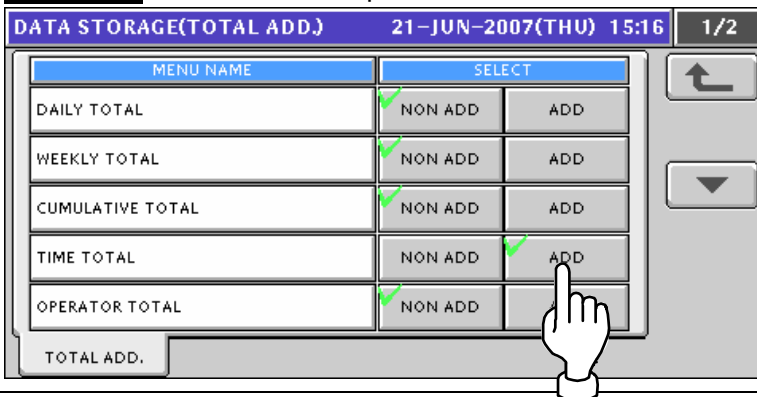 DATA STORAGE(TOTAL ADD.) 21-JUN-2007(THU) 15:16 1/2
MENU NAME SELECT
DAILY TOTAL NON ADD ADD
WEEKLY TOTAL NON ADD ADD
CUMULATIVE TOTAL NON ADD ADD
TIME TOTAL NON ADD ADD
OPERATOR TOTAL NON ADD
TOTAL ADD.